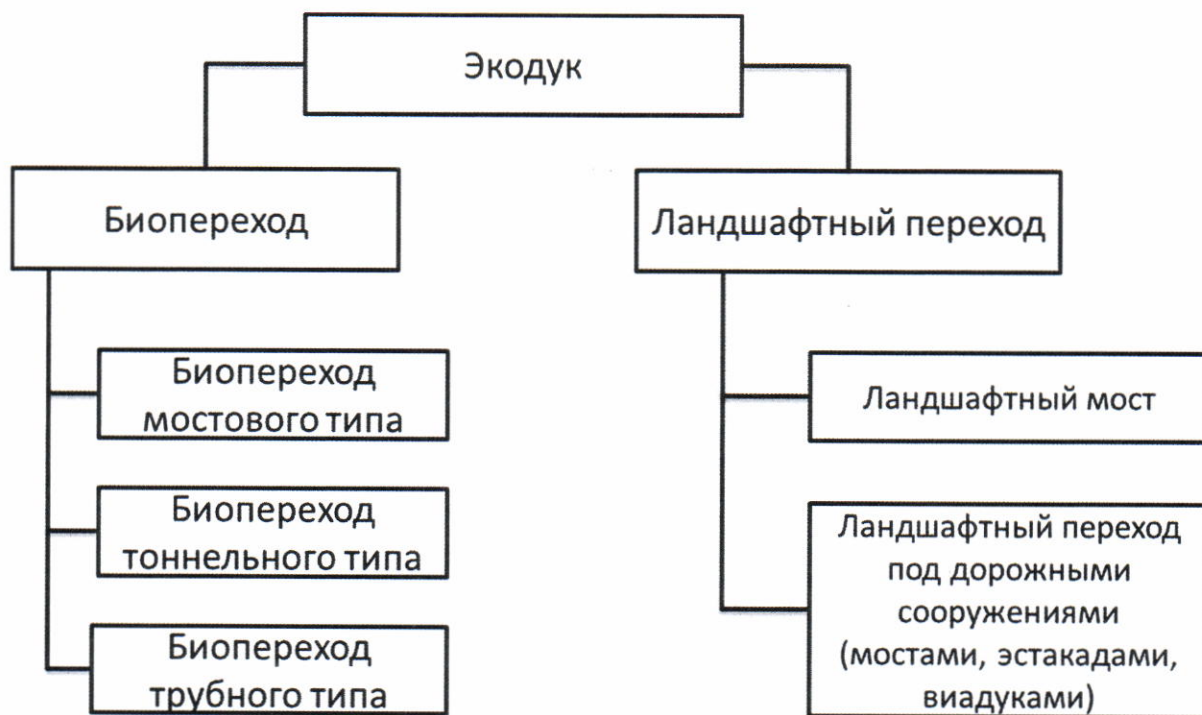 Экодук
Биопереход
Ландшафтный переход
Биопереход
мостового типа
Биопереход
тоннельного типа
Биопереход
трубного типа
Ландшафтный мост
Ландшафтный переход
под дорожными
сооружениями
(мостами, эстакадами,
виадуками)